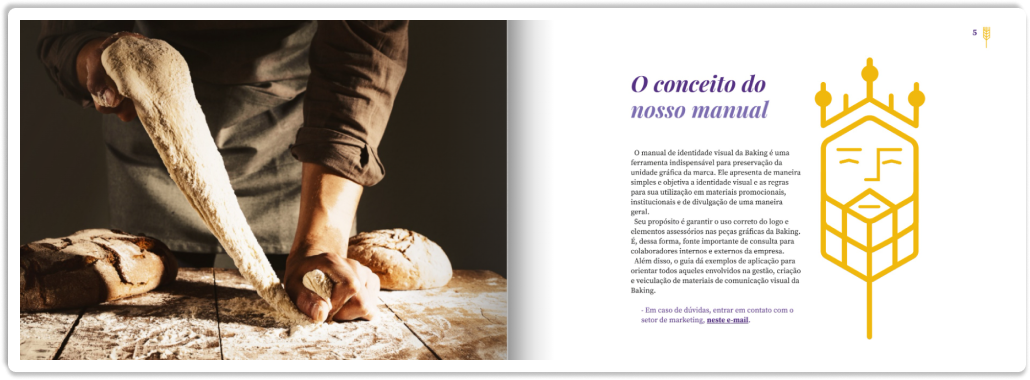 5
O conceito do
nosso manual
O manual de identidade visual da Baking é uma
ferramenta indispensável para preservação da
unidade gráfica da marca. Ele apresenta de maneira
simples e objetiva a identidade visual e as regras
para sua utilização em materiais promocionais,
institucionais e de divulgação de uma maneira
geral.
Seu propósito é garantir o uso correto do logo e
elementos assessórios nas peças gráficas da Baking.
É, dessa forma, fonte importante de consulta para
colaboradores internos e externos da empresa.
Além disso, o guia dá exemplos de aplicação para
orientar todos aqueles envolvidos na gestão, criação
e veiculação de materiais de comunicação visual da
Baking.
- Em caso de dúvidas, entrar em contato com o
setor de marketing, neste e-mail.